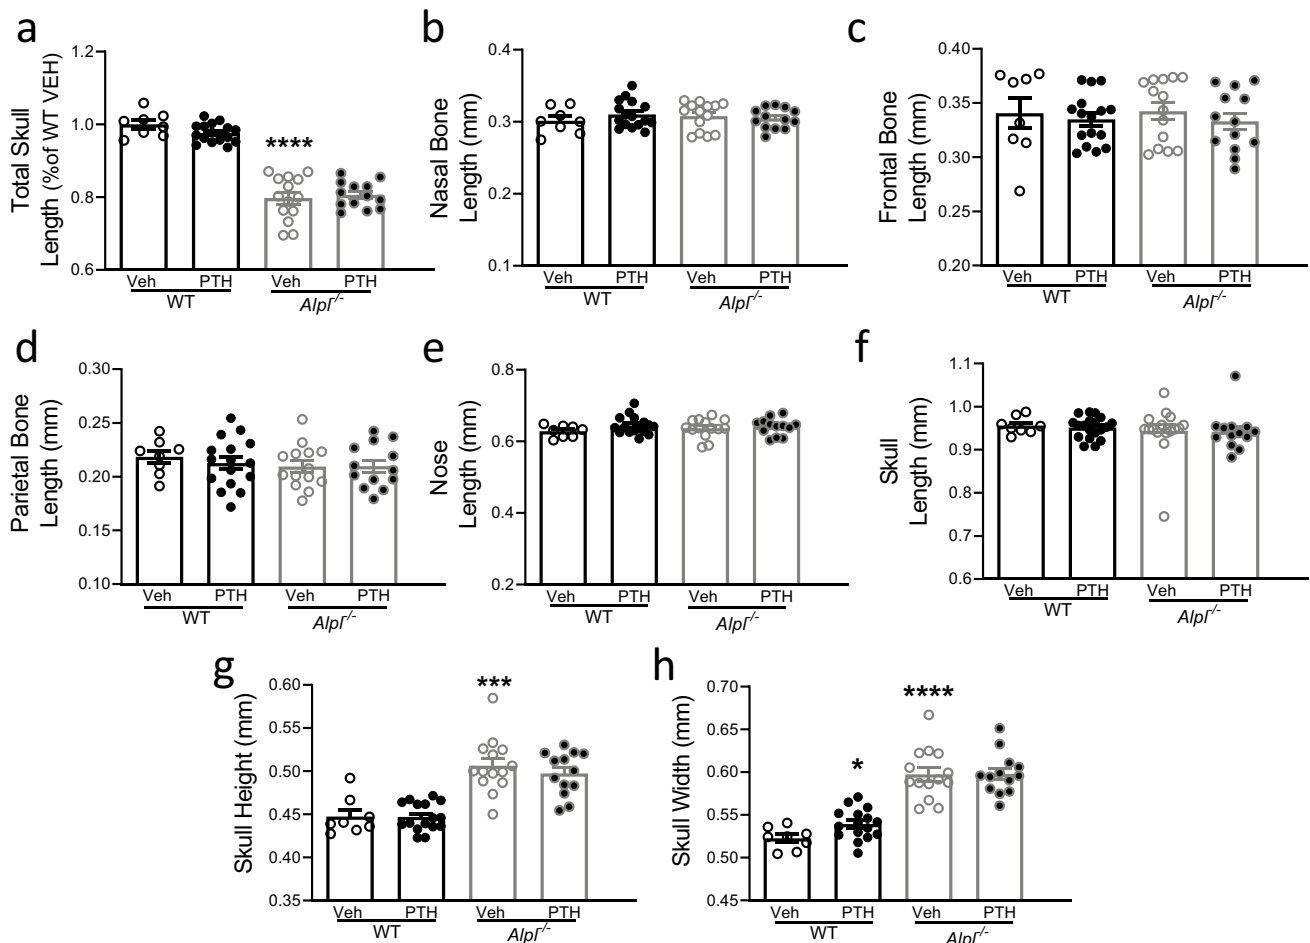 a
Total Skull
Length (%of WT VEH)
1.2
1.0
0.8
0.6
****
Veh
PTH
Veh
PTH
WT
Alpl-/-
b
Nasal Bone
Length (mm)
0.4
0.3
0.2
0.1
Veh
PTH
Veh
PTH
WT
Alpl-/-
c
Frontal Bone
Length (mm)
0.40
0.35
0.30
0.25
0.20
Veh
PTH
Veh
PTH
WT
Alpl-/-
d
Parietal Bone
Length (mm)
0.30
0.25
0.20
0.15
0.10
Veh
PTH
Veh
PTH
WT
Alpl-/-
e
Nose
Length (mm)
0.8
0.6
0.4
0.2
Veh
PTH
Veh
PTH
WT
Alpl-/-
f
Skull
Length (mm)
1.1
1.0
0.9
0.8
0.7
0.6
Veh
PTH
Veh
PTH
WT
Alpl-/-
g
Skull Height (mm)
0.60
0.55
0.50
0.45
0.40
0.35
***
Veh
PTH
Veh
PTH
WT
Alpl-/-
h
Skull Width (mm)
0.70
0.65
0.60
0.55
0.50
0.45
*
****
Veh
PTH
Veh
PTH
WT
Alpl-/-